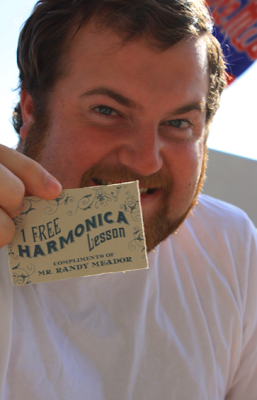 1 FREE
HARMONICA
Lesson
COMPLIMENTS OF
MR. RANDY MEADOR